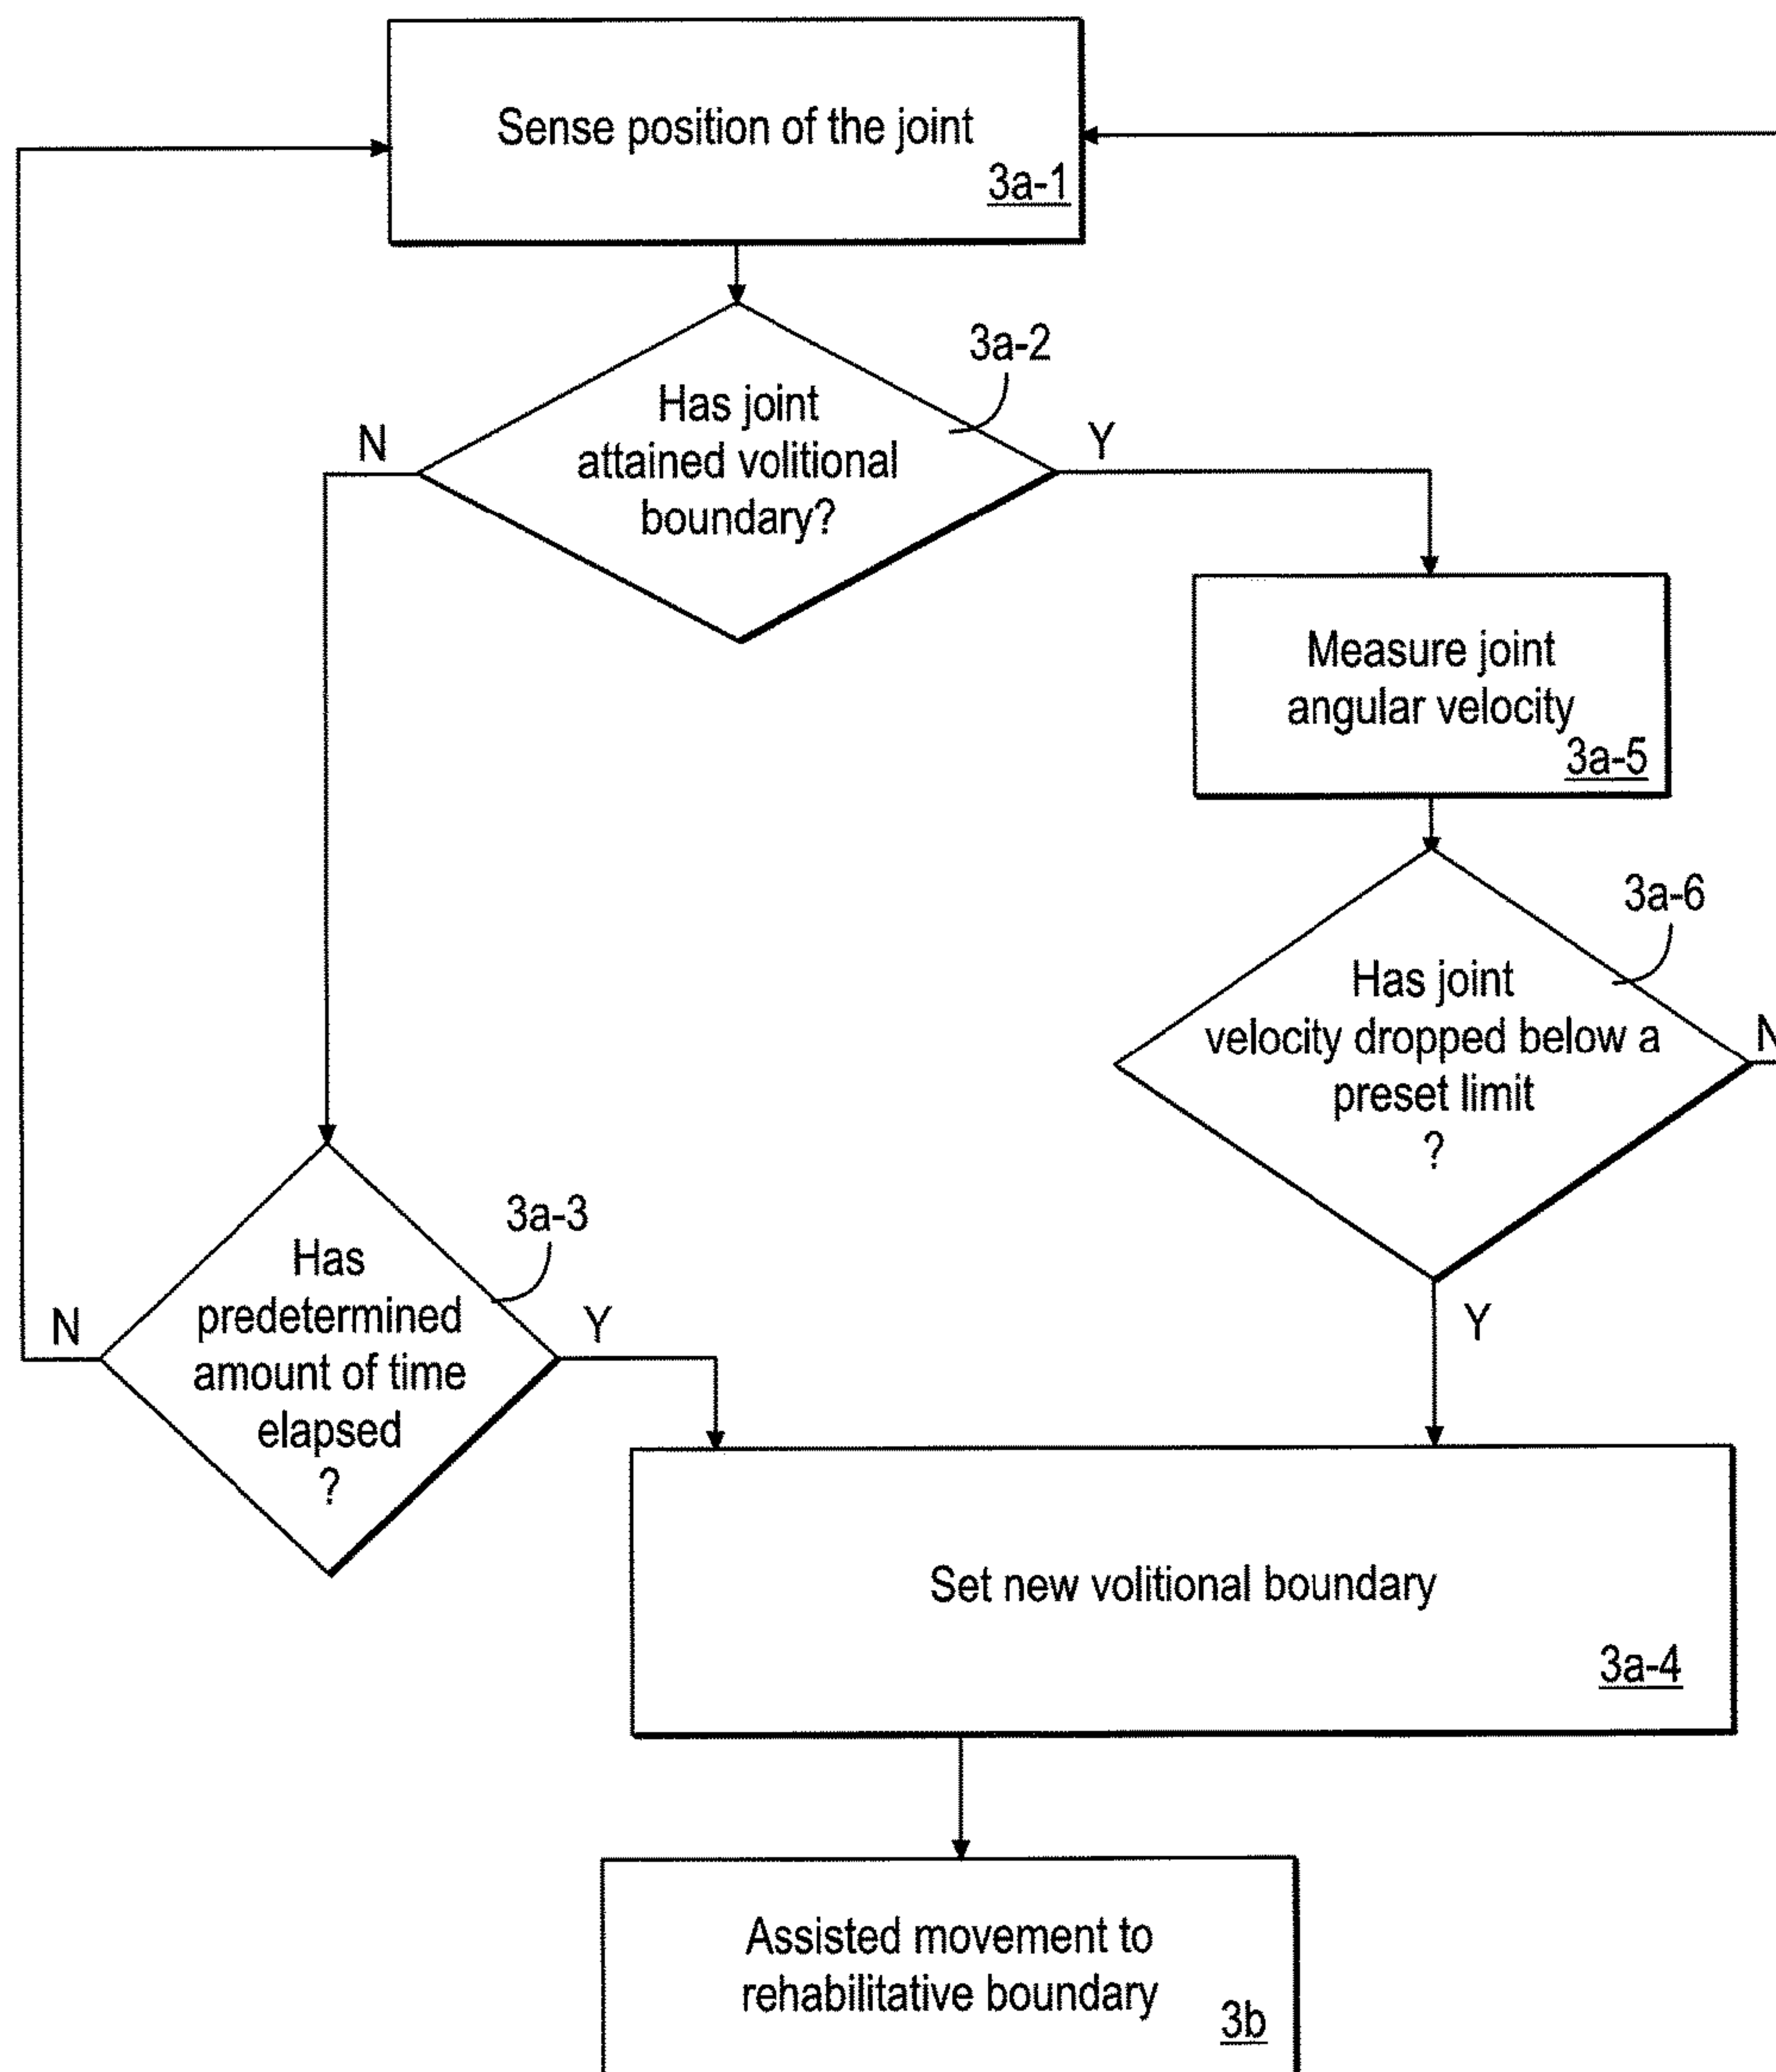 Sense position of the joint
3a-1
3a-2
Has joint
attained volitional
boundary?
N
Y
Measure joint
angular velocity
3a-5
3a-6
Has joint
velocity dropped below a
preset limit
?
N
Y
3a-3
Has
predetermined
amount of time
elapsed
?
N
Y
Set new volitional boundary
3a-4
Assisted movement to
rehabilitative boundary
3b